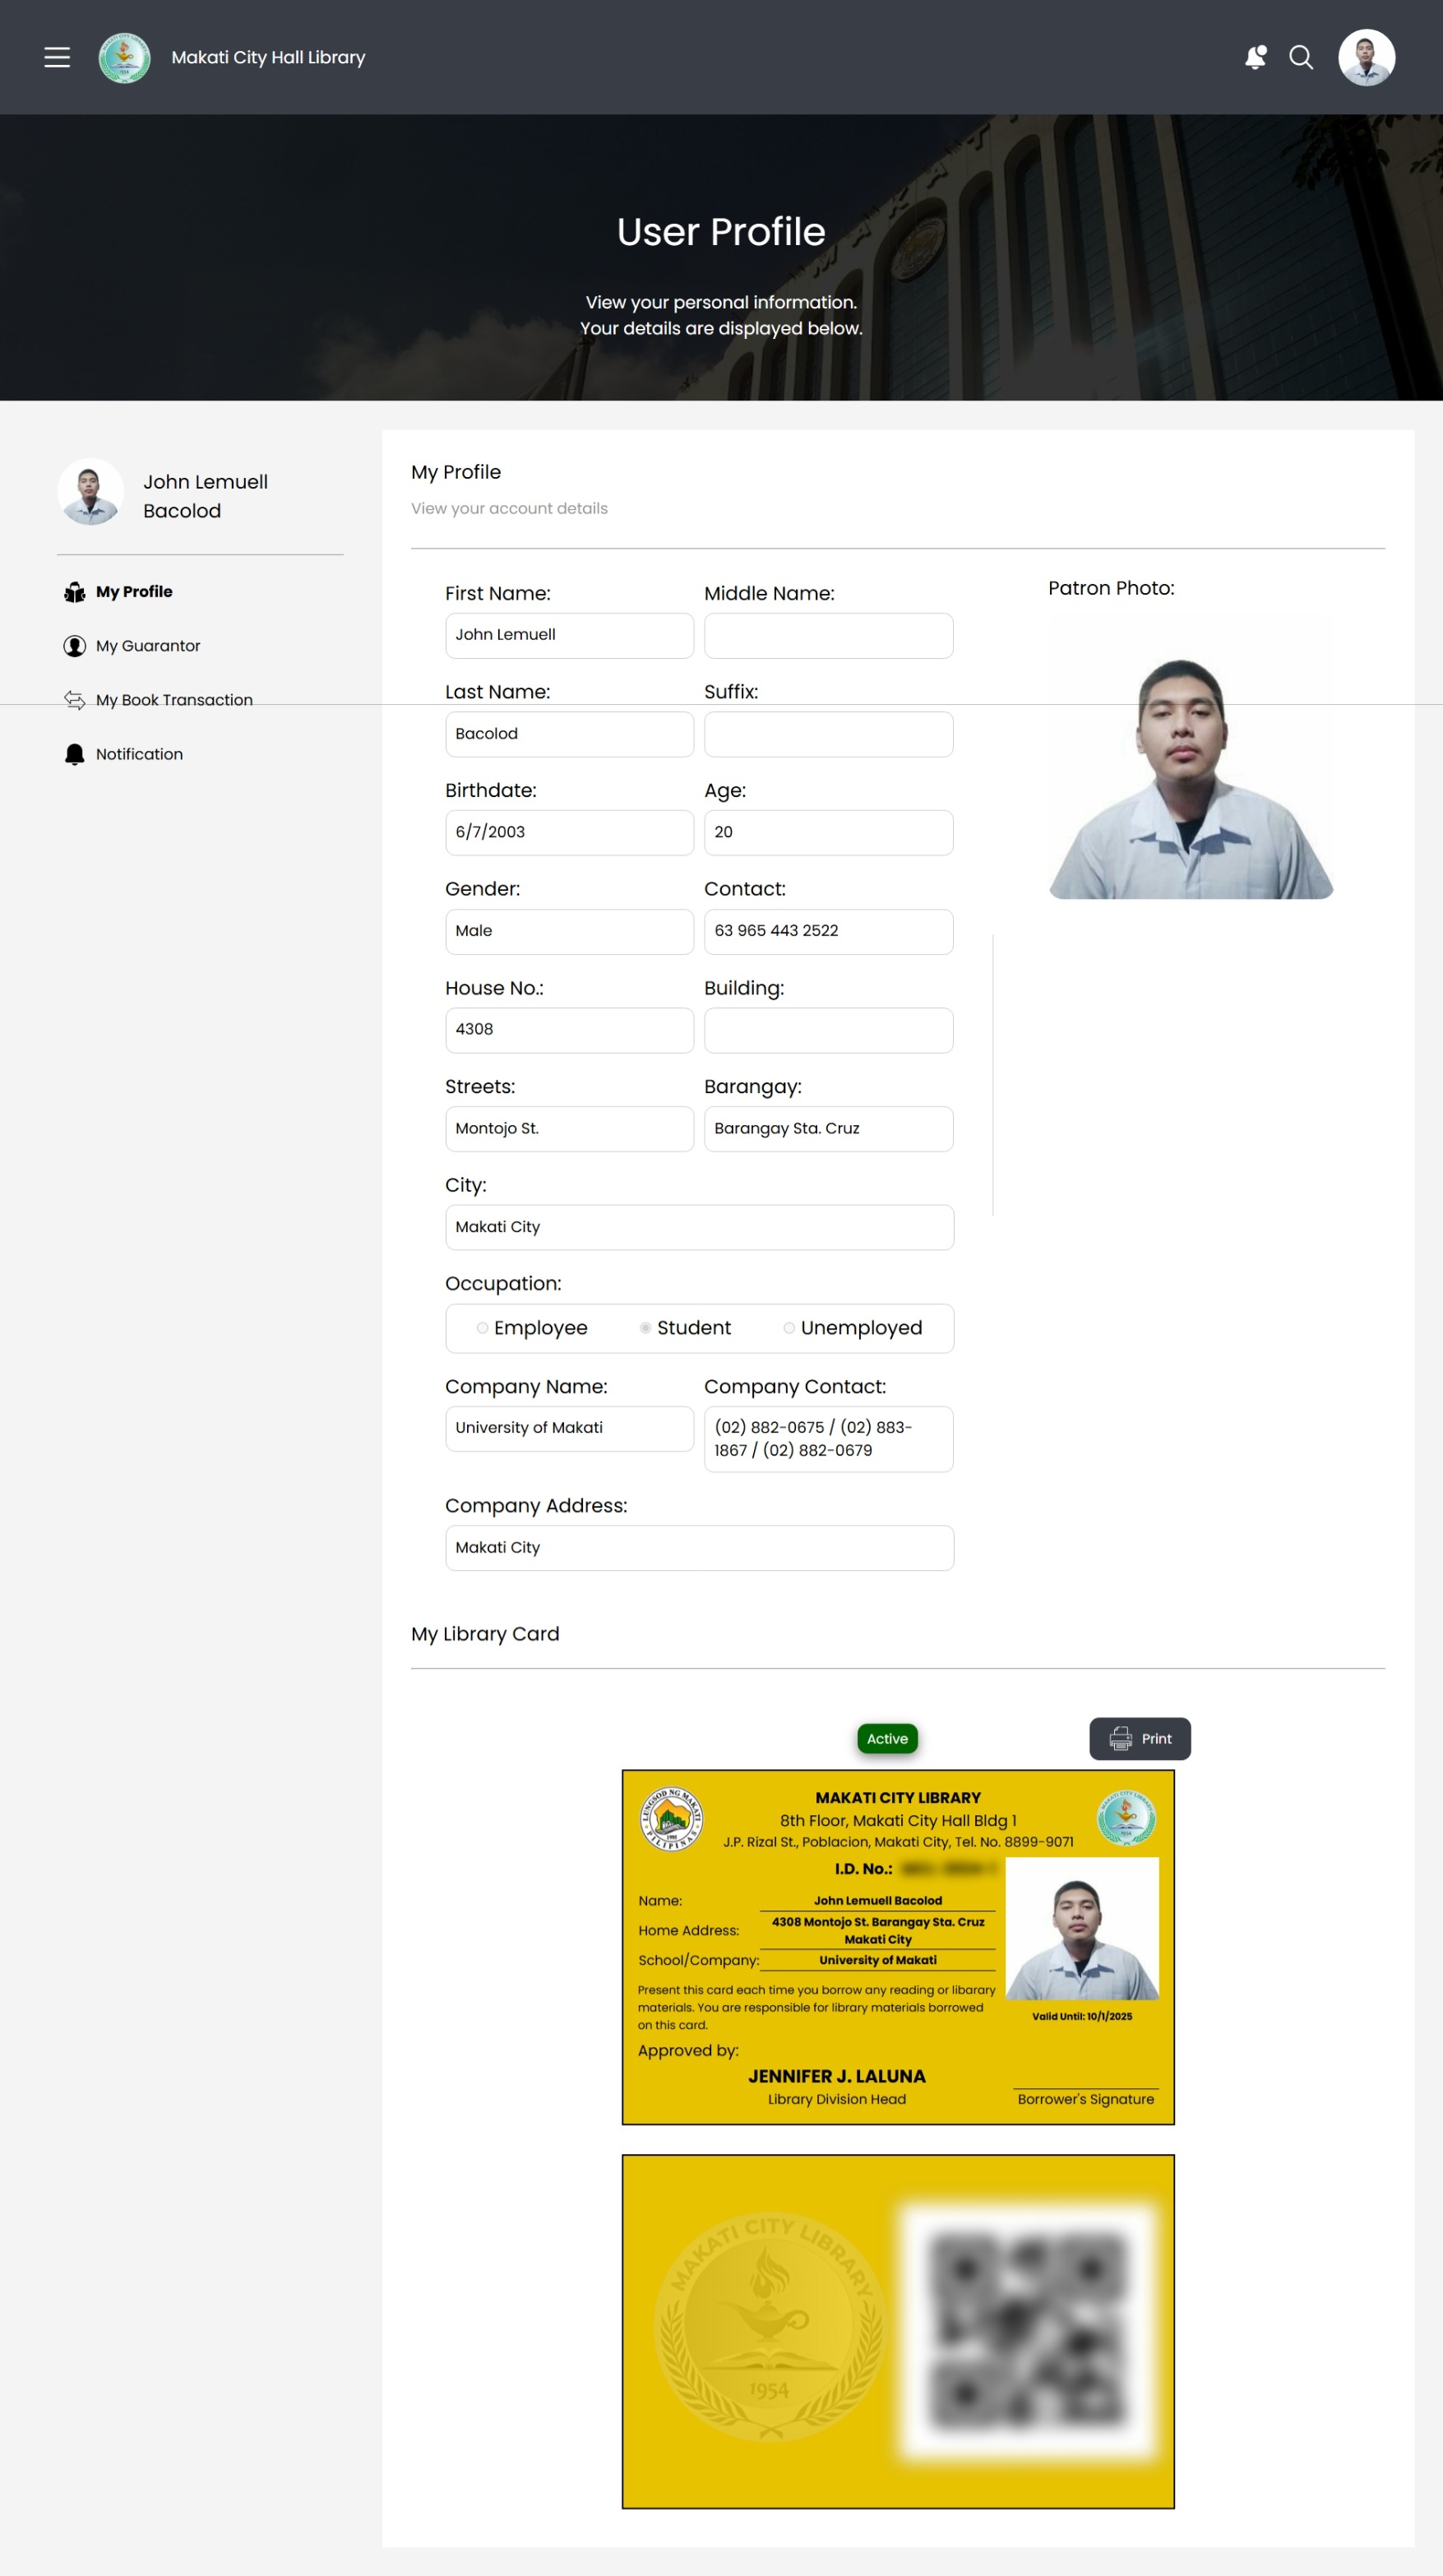 Makati City Hall Library
User Profile
View your personal information.
Your details are displayed below.
John Lemuell
Bacolod
My Profile
My Guarantor
My Book Transaction
Notification
My Profile
View your account details
First Name:
Middle Name:
John Lemuell
Last Name:
Suffix:
Bacolod
Birthdate:
Age:
6/7/2003
20
Gender:
Contact:
Male
63 965 443 2522
House No.:
Building:
4308
Streets:
Barangay:
Montojo St.
Barangay Sta. Cruz
City:
Makati City
Occupation:
Employee
Student
Unemployed
Company Name:
Company Contact:
University of Makati
(02) 882-0675 / (02) 883-
1867 / (02) 882-0679
Company Address:
Makati City
Patron Photo:
My Library Card
Active
Print
LUNGSOD NG MAKATI
PILIPINAS
MAKATI CITY LIBRARY
8th Floor, Makati City Hall Bldg 1
J.P. Rizal St., Poblacion, Makati City, Tel. No. 8899-9071
I.D. No.:
Name:
John Lemuell Bacolod
Home Address:
4308 Montojo St. Barangay Sta. Cruz
Makati City
School/Company:
University of Makati
Present this card each time you borrow any reading or libarary
materials. You are responsible for library materials borrowed
on this card.
Valid Until: 10/1/2025
Approved by:
JENNIFER J. LALUNA
Library Division Head
Borrower's Signature
MAKATI CITY LIBRARY
1954